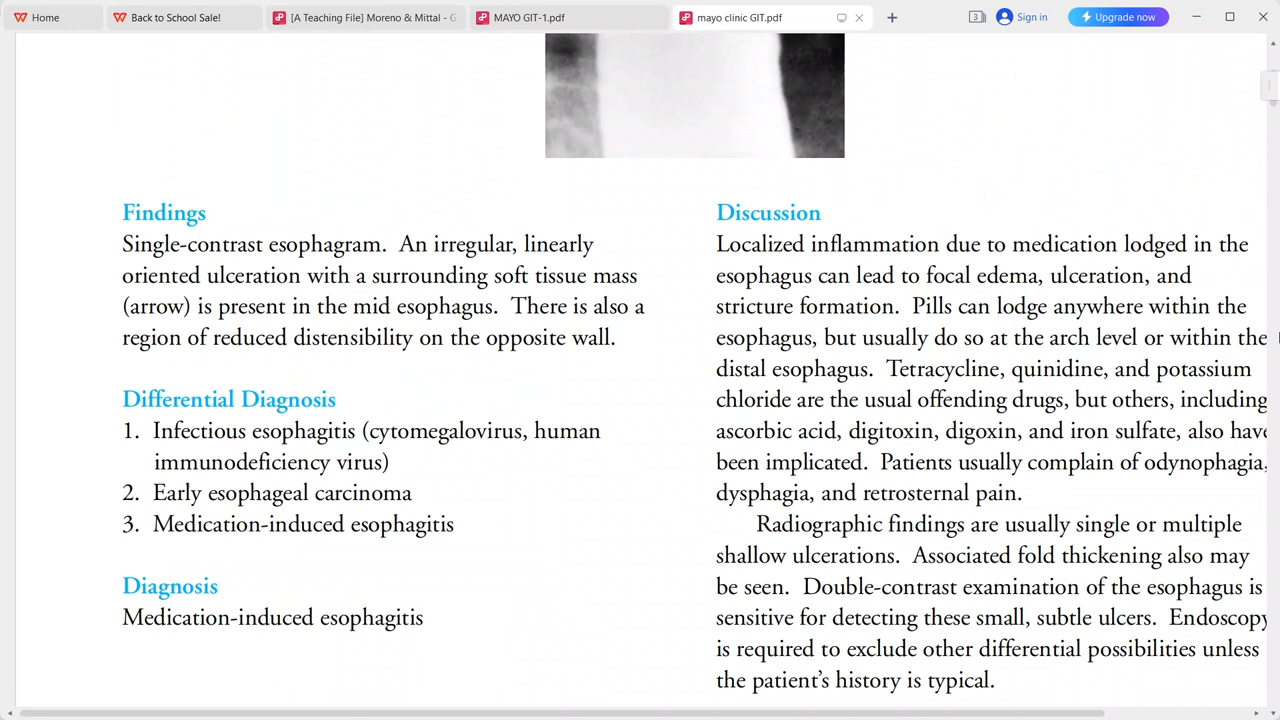 Home
Back to School Sale!
[A Teaching File] Moreno & Mittal - G
MAYO GIT-1.pdf
mayo clinic GIT.pdf
3
Sign in
Upgrade now
Findings
Single-contrast esophagram. An irregular, linearly
oriented ulceration with a surrounding soft tissue mass
(arrow) is present in the mid esophagus. There is also a
region of reduced distensibility on the opposite wall.
Differential Diagnosis
1. Infectious esophagitis (cytomegalovirus, human
immunodeficiency virus)
2. Early esophageal carcinoma
3. Medication-induced esophagitis
Diagnosis
Medication-induced esophagitis
Discussion
Localized inflammation due to medication lodged in the
esophagus can lead to focal edema, ulceration, and
stricture formation. Pills can lodge anywhere within the
esophagus, but usually do so at the arch level or within the
distal esophagus. Tetracycline, quinidine, and potassium
chloride are the usual offending drugs, but others, including
ascorbic acid, digitoxin, digoxin, and iron sulfate, also have
been implicated. Patients usually complain of odynophagia,
dysphagia, and retrosternal pain.
Radiographic findings are usually single or multiple
shallow ulcerations. Associated fold thickening also may
be seen. Double-contrast examination of the esophagus is
sensitive for detecting these small, subtle ulcers. Endoscopy
is required to exclude other differential possibilities unless
the patient's history is typical.